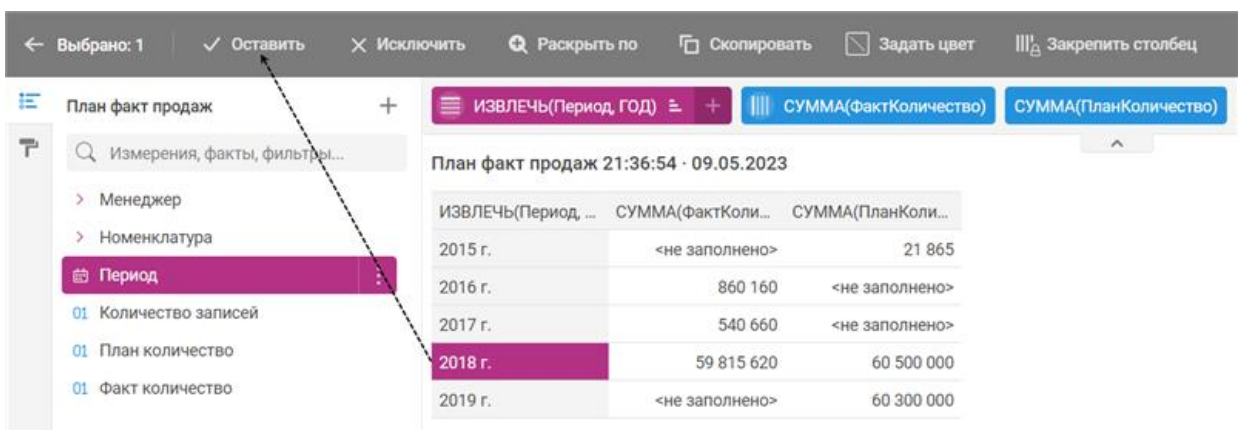 ← Выбрано: 1 ✓ Оставить × Исключить Раскрыть по Скопировать Задать цвет Закрепить столбец
План факт продаж +
ИЗВЛЕЧЬ(Период, ГОД) + СУММА(ФактКоличество) СУММА(ПланКоличество)
Измерения, факты, фильтры...
План факт продаж 21:36:54 · 09.05.2023
> Менеджер
> Номенклатура
Период
01 Количество записей
01 План количество
01 Факт количество
ИЗВЛЕЧЬ(Период, ... СУММА(ФактКоли... СУММА(ПланКоли...
2015 г. <не заполнено> 21 865
2016 г. 860 160 <не заполнено>
2017 г. 540 660 <не заполнено>
2018 г. 59 815 620 60 500 000
2019 г. <не заполнено> 60 300 000